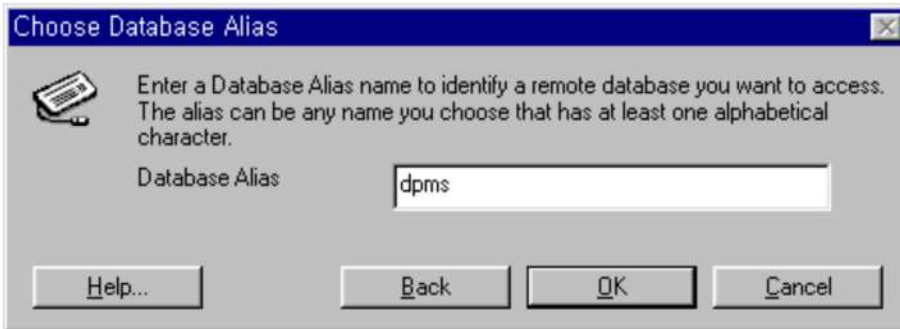 Choose Database Alias
Enter a Database Alias name to identify a remote database you want to access.
The alias can be any name you choose that has at least one alphabetical
character.
Database Alias
dpms
Help...
Back
OK
Cancel